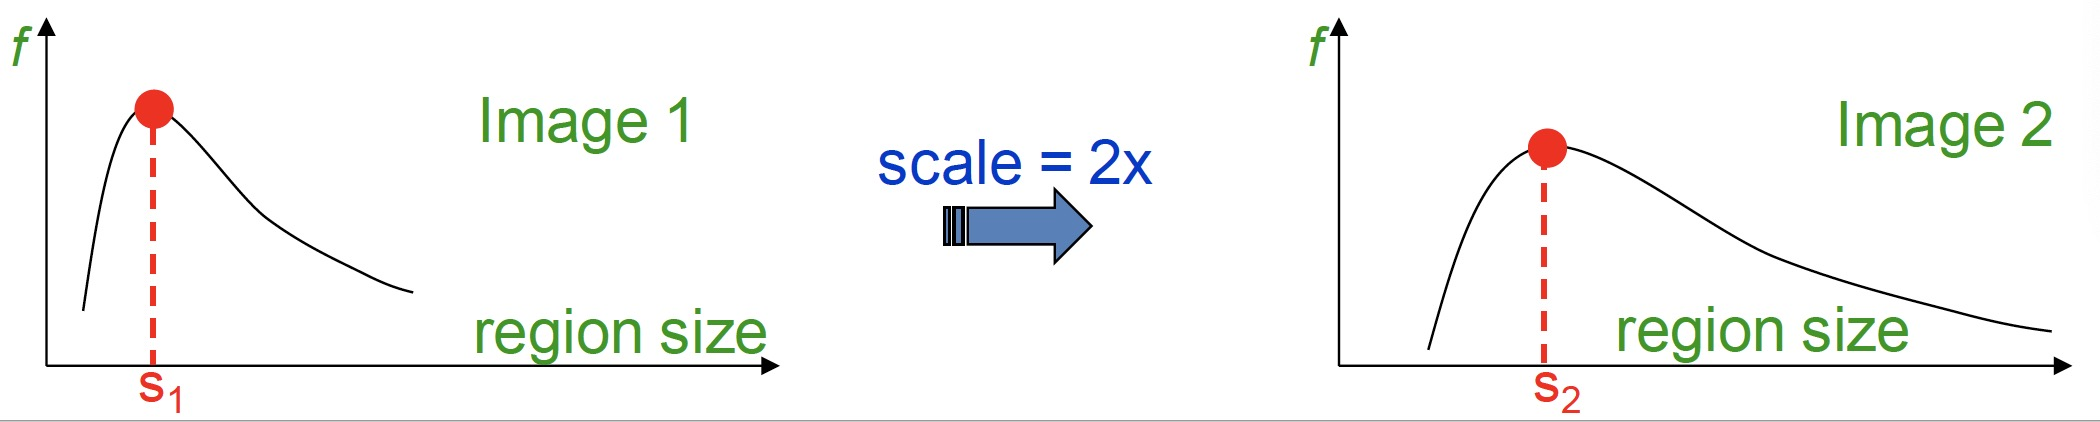 f
Image 1
region size
s1
scale = 2x
f
Image 2
region size
s2